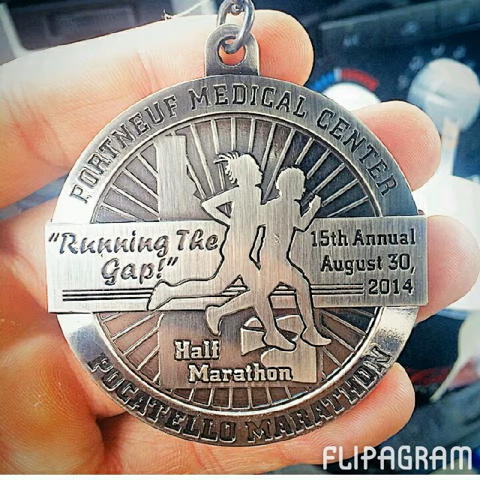 PORTNEUF MEDICAL CENTER
"Running The
Gap!"
15th Annual
August 30,
2014
Half
Marathon
POCATELLO MARATHON
FLIPAGRAM